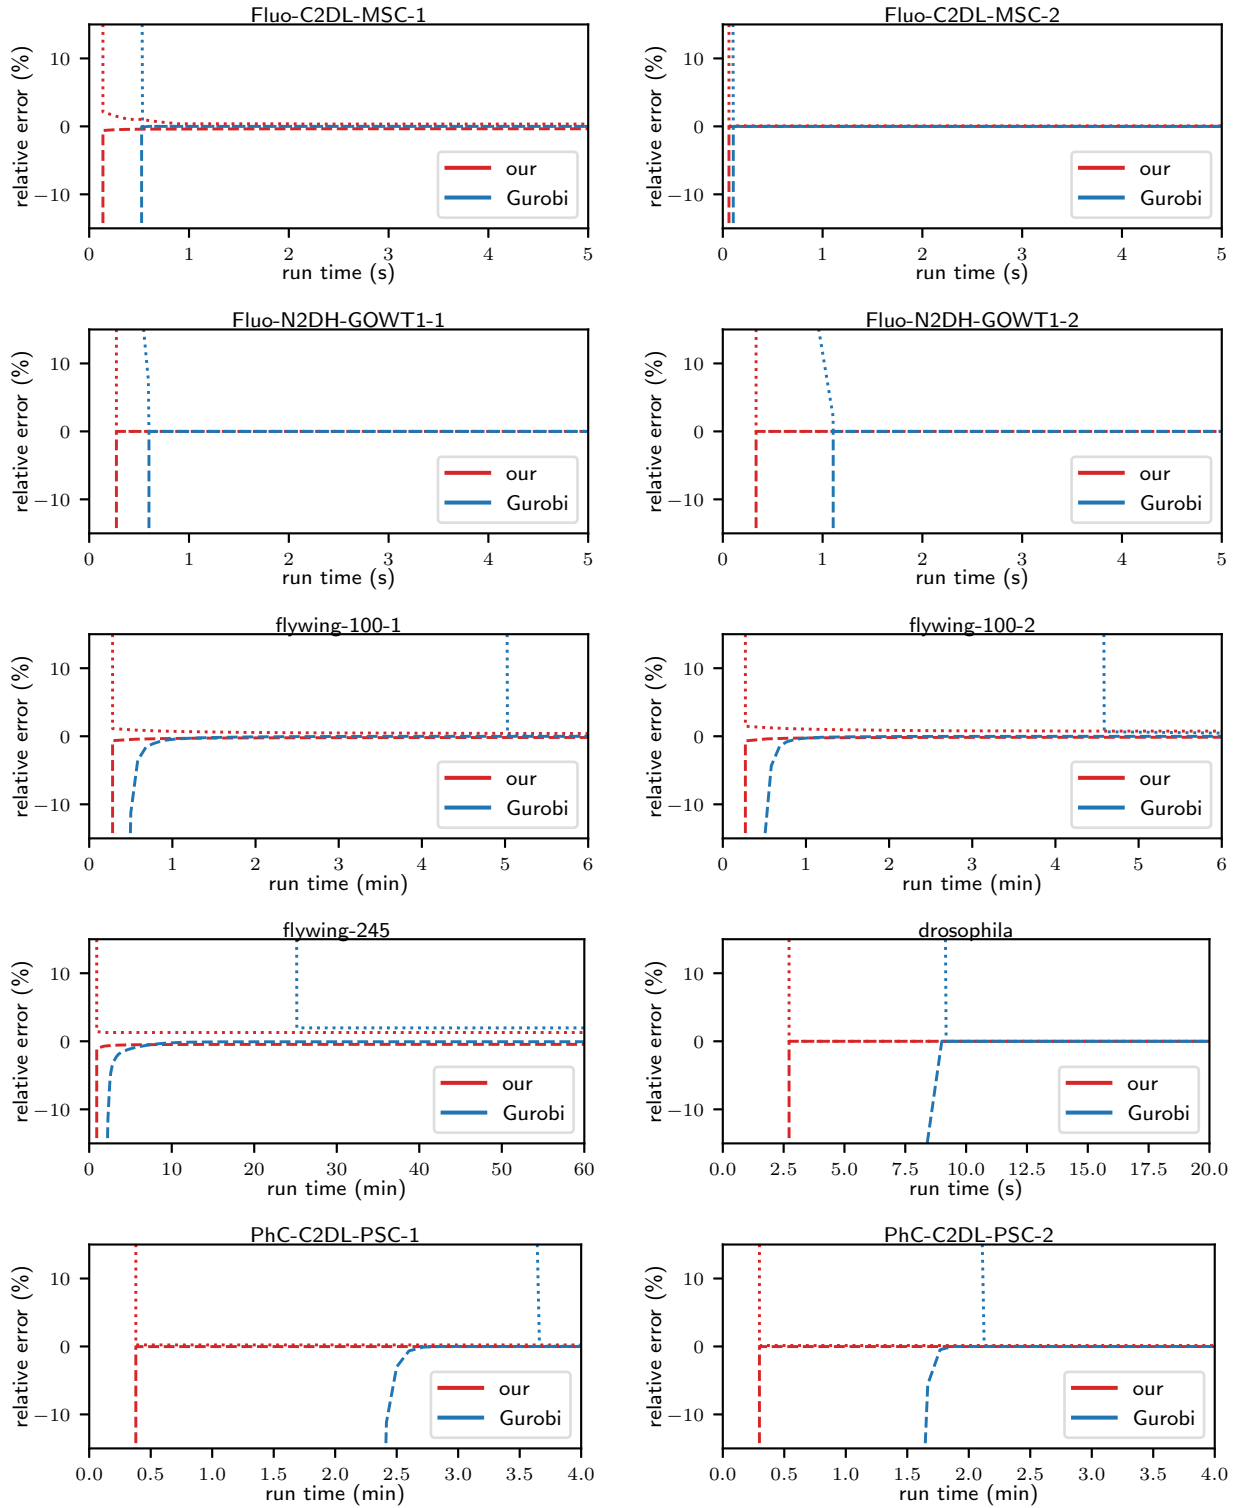 Fluo-C2DL-MSC-1
relative error (%)
10
0
−10
our
Gurobi
0 1 2 3 4 5
run time (s)
Fluo-C2DL-MSC-2
relative error (%)
10
0
−10
our
Gurobi
0 1 2 3 4 5
run time (s)
Fluo-N2DH-GOWT1-1
relative error (%)
10
0
−10
our
Gurobi
0 1 2 3 4 5
run time (s)
Fluo-N2DH-GOWT1-2
relative error (%)
10
0
−10
our
Gurobi
0 1 2 3 4 5
run time (s)
flywing-100-1
relative error (%)
10
0
−10
our
Gurobi
0 1 2 3 4 5 6
run time (min)
flywing-100-2
relative error (%)
10
0
−10
our
Gurobi
0 1 2 3 4 5 6
run time (min)
flywing-245
relative error (%)
10
0
−10
our
Gurobi
0 10 20 30 40 50 60
run time (min)
drosophila
relative error (%)
10
0
−10
our
Gurobi
0.0 2.5 5.0 7.5 10.0 12.5 15.0 17.5 20.0
run time (s)
PhC-C2DL-PSC-1
relative error (%)
10
0
−10
our
Gurobi
0.0 0.5 1.0 1.5 2.0 2.5 3.0 3.5 4.0
run time (min)
PhC-C2DL-PSC-2
relative error (%)
10
0
−10
our
Gurobi
0.0 0.5 1.0 1.5 2.0 2.5 3.0 3.5 4.0
run time (min)